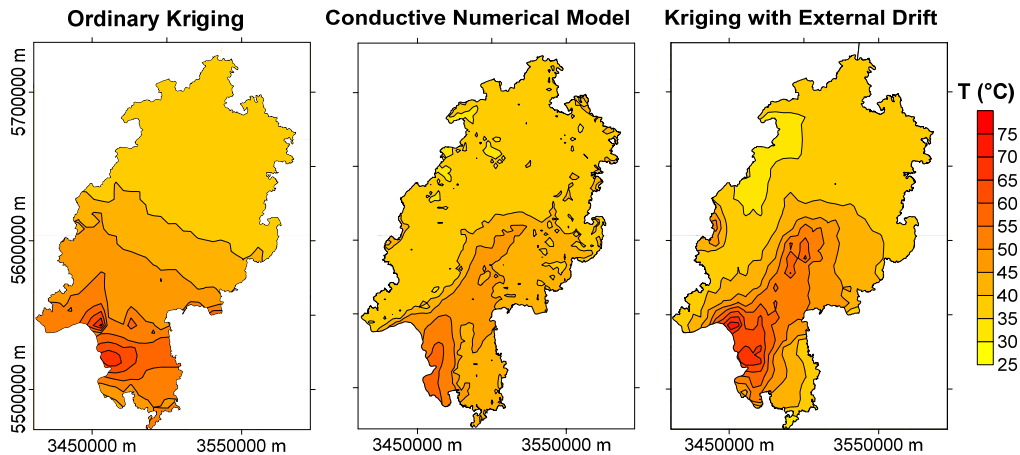 Ordinary Kriging
Conductive Numerical Model
Kriging with External Drift
T (°C)
75
70
65
60
55
50
45
40
35
30
25
5700000 m
5600000 m
5500000 m
3450000 m
3550000 m
3450000 m
3550000 m
3450000 m
3550000 m